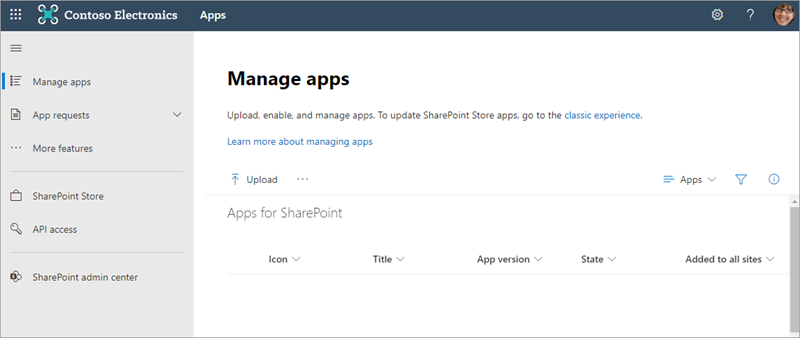 Contoso Electronics Apps ?
Manage apps
App requests
More features
SharePoint Store
API access
SharePoint admin center
Manage apps
Upload, enable, and manage apps. To update SharePoint Store apps, go to the classic experience.
Learn more about managing apps
Upload ... Apps
Apps for SharePoint
Icon Title App version State Added to all sites